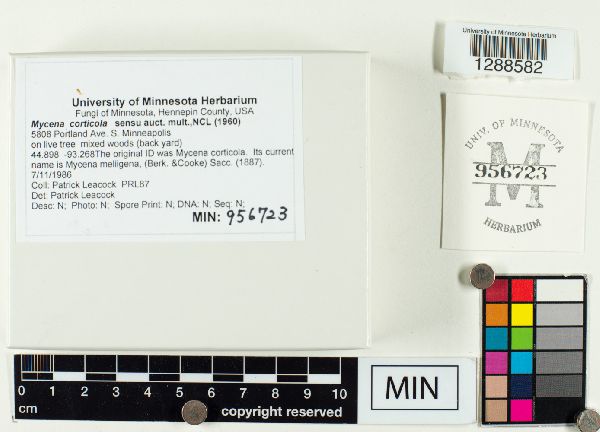 University of Minnesota Herbarium
1288582
University of Minnesota Herbarium
Fungi of Minnesota, Hennepin County, USA
Mycena corticola sensu auct. mult.,NCL (1960)
5808 Portland Ave. S. Minneapolis
on live tree mixed woods (back yard)
44.898 -93.268The original ID was Mycena corticola. Its current
name is Mycena melligena, (Berk. &Cooke) Sacc. (1887).
7/11/1986
Coll: Patrick Leacock PRL87
Det: Patrick Leacock
Desc: N; Photo: N; Spore Print: N; DNA: N; Seq: N;
MIN: 956723
UNIV. OF MINNESOTA
M
956723
HERBARIUM
0 1 2 3 4 5 6 7 8 9 10
cm
copyright reserved
MIN